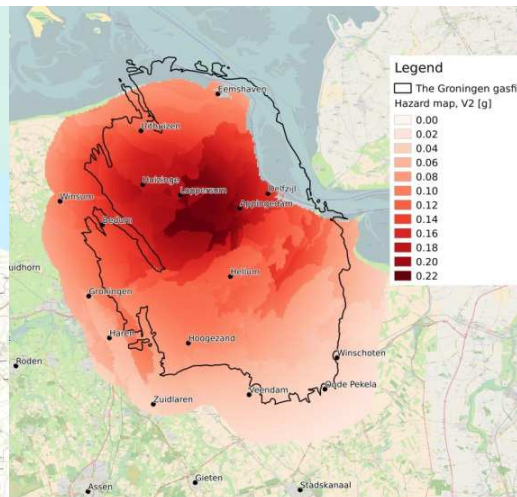 Legend
The Groningen gasfi
Hazard map, V2 [g]
0.00
0.02
0.04
0.06
0.08
0.10
0.12
0.14
0.16
0.18
0.20
0.22
Eemshaven
Uithuizen
Huizinge
Loppersum
Delfzijl
Winsum
Appingedam
Bedum
uidhorn
Hellum
Groningen
Haren
Hoogezand
Winschoten
Roden
Veendam
Oude Pekela
Zuidlaren
Gieten
Assen
Stadskanaal